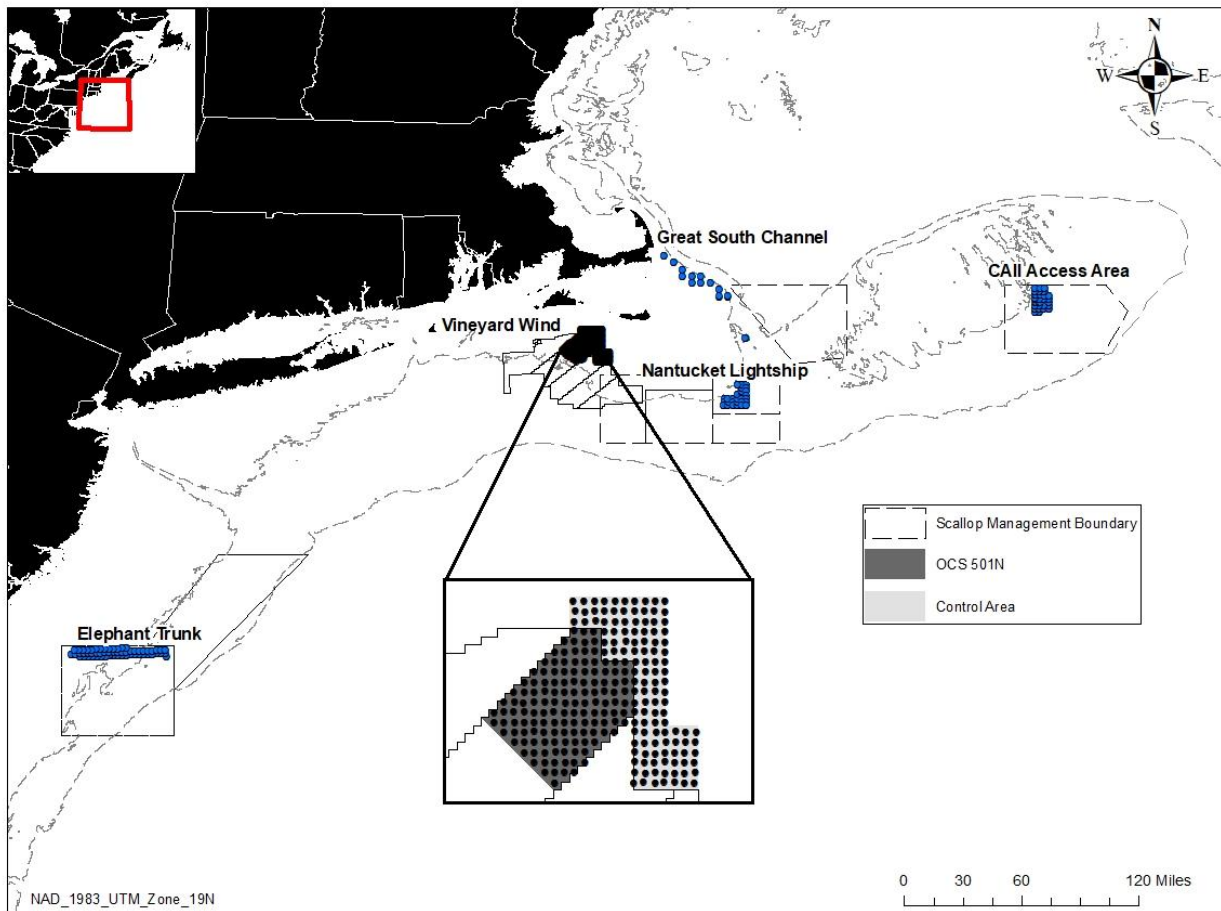 N
W
E
S
Great South Channel
CAII Access Area
Vineyard Wind
Nantucket Lightship
Scallop Management Boundary
OCS 501N
Control Area
Elephant Trunk
NAD_1983_UTM_Zone_19N
0 30 60 120 Miles